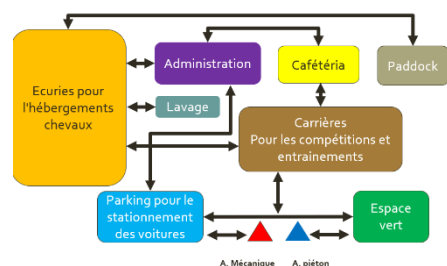 Ecuries pour
l'hébergements
chevaux
Administration
Cafétéria
Paddock
Lavage
Carrières
Pour les compétitions et
entrainements
Parking pour le
stationnement
des voitures
Espace
vert
A. Mécanique
A. piéton